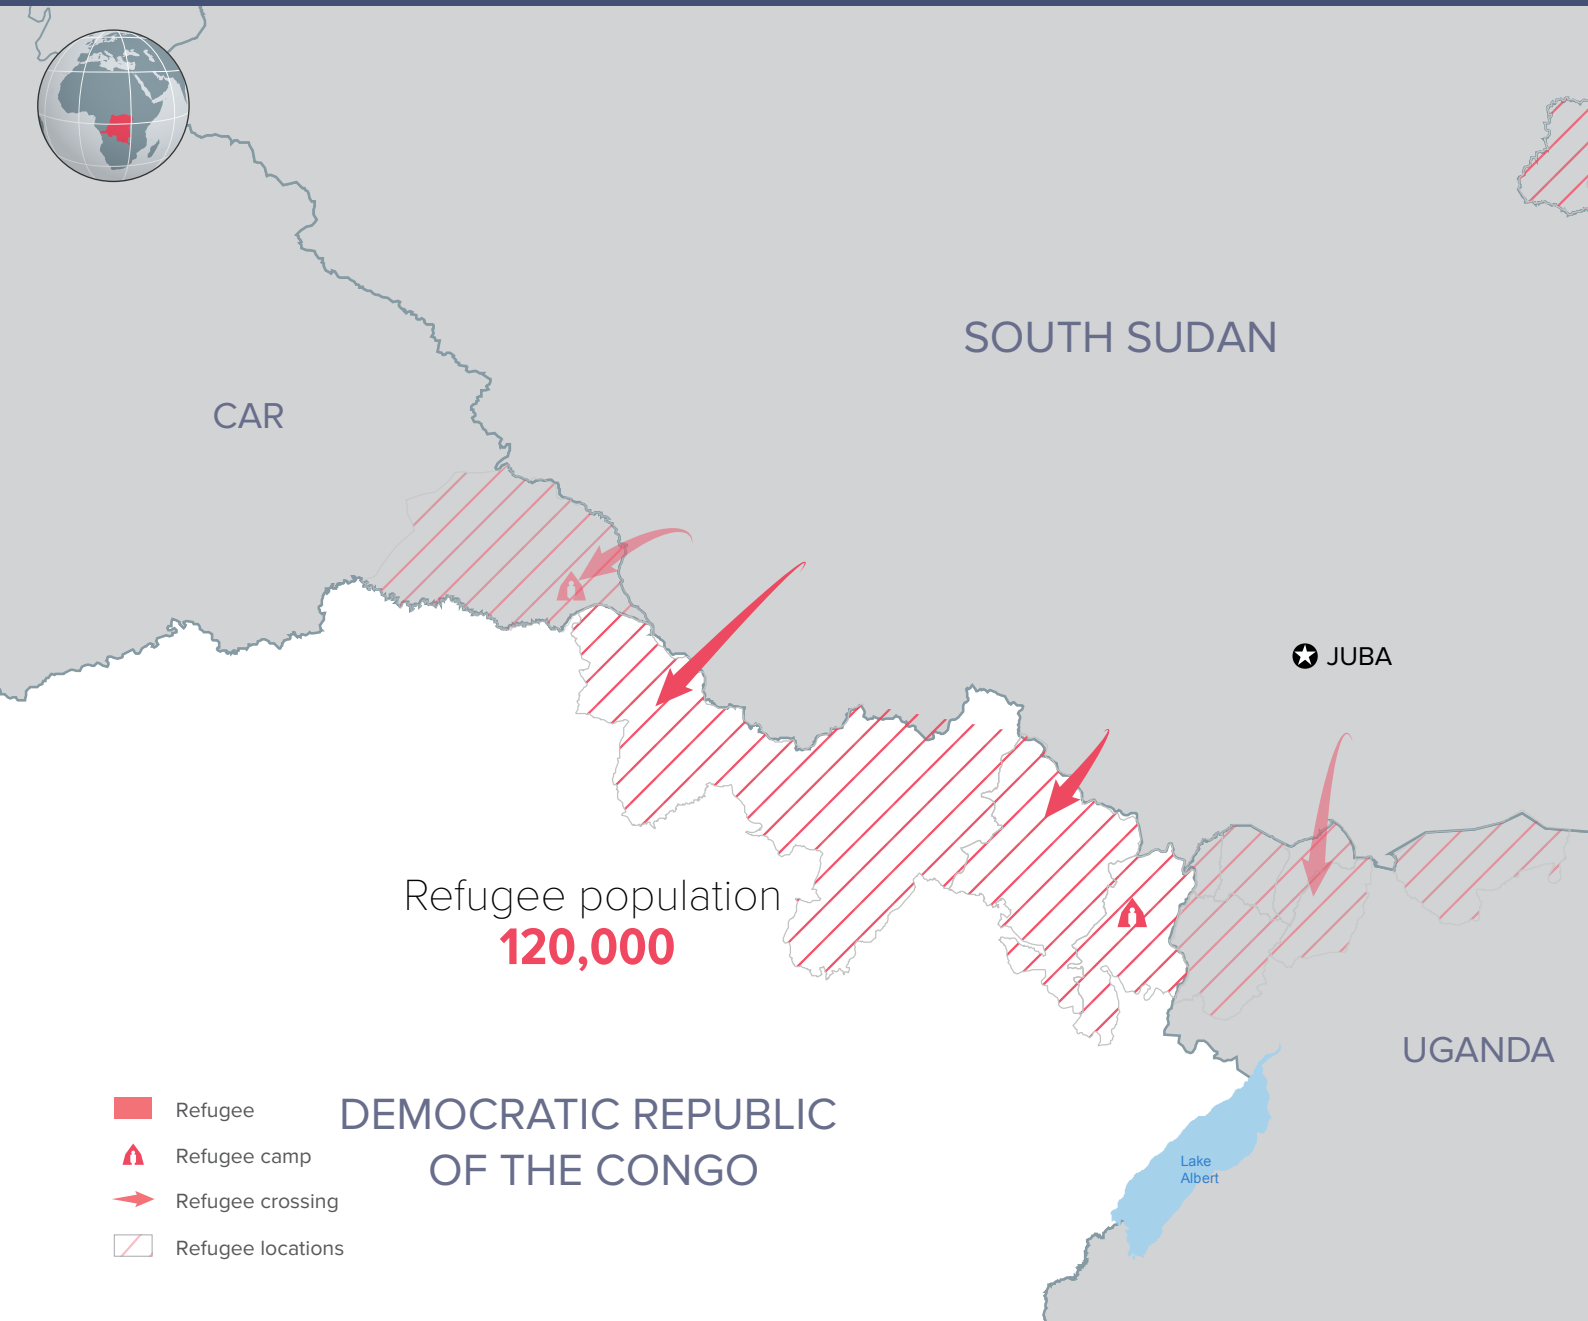 SOUTH SUDAN
CAR
JUBA
Refugee population
120,000
UGANDA
DEMOCRATIC REPUBLIC
OF THE CONGO
Lake
Albert
Refugee
Refugee camp
Refugee crossing
Refugee locations